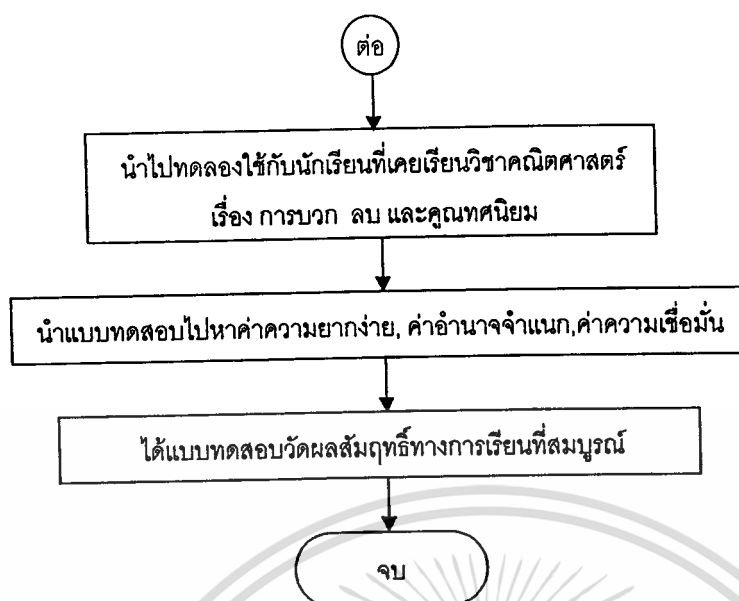 ต่อ
นำไปทดลองใช้กับนักเรียนที่เคยเรียนวิชาคณิตศาสตร์
เรื่อง การบวก ลบ และคูณทศนิยม
นำแบบทดสอบไปหาค่าความยากง่าย, ค่าอำนาจจำแนก,ค่าความเชื่อมั่น
ได้แบบทดสอบวัดผลสัมฤทธิ์ทางการเรียนที่สมบูรณ์
จบ